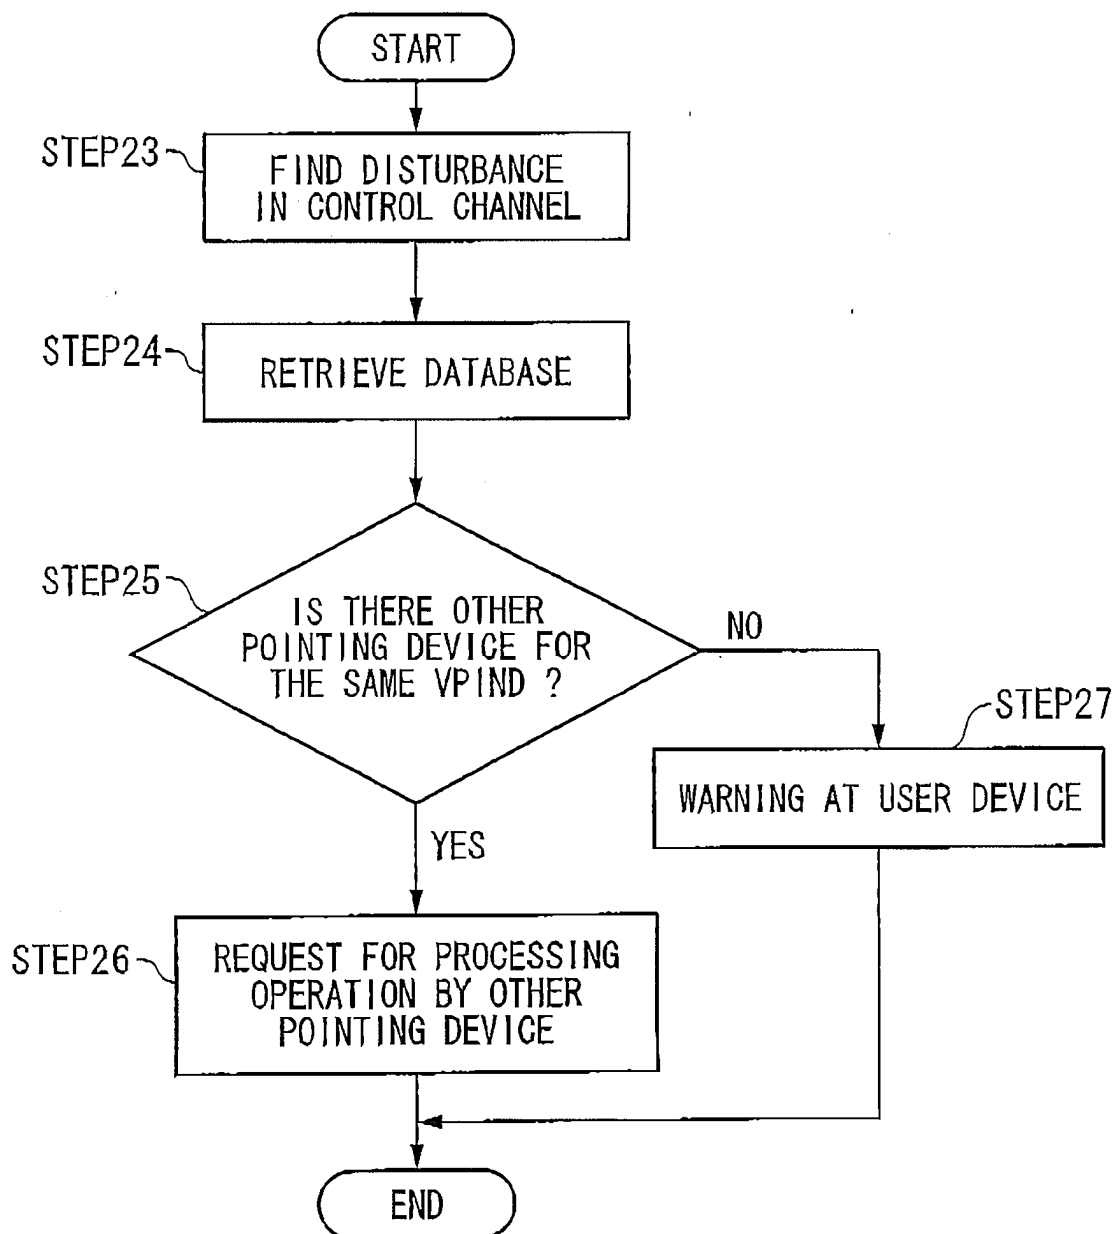 START
STEP23
FIND DISTURBANCE
IN CONTROL CHANNEL
STEP24
RETRIEVE DATABASE
STEP25
IS THERE OTHER
POINTING DEVICE FOR
THE SAME VPIND ?
NO
STEP27
WARNING AT USER DEVICE
YES
STEP26
REQUEST FOR PROCESSING
OPERATION BY OTHER
POINTING DEVICE
END